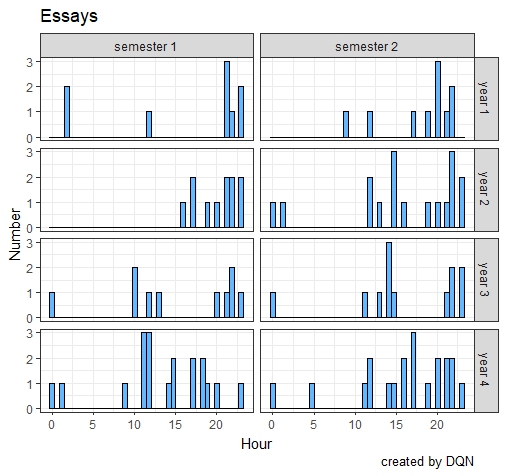 Essays
semester 1
semester 2
3
2
1
0
year 1
3
2
1
0
year 2
3
2
1
0
year 3
3
2
1
0
year 4
Number
0 5 10 15 20
0 5 10 15 20
Hour
created by DQN